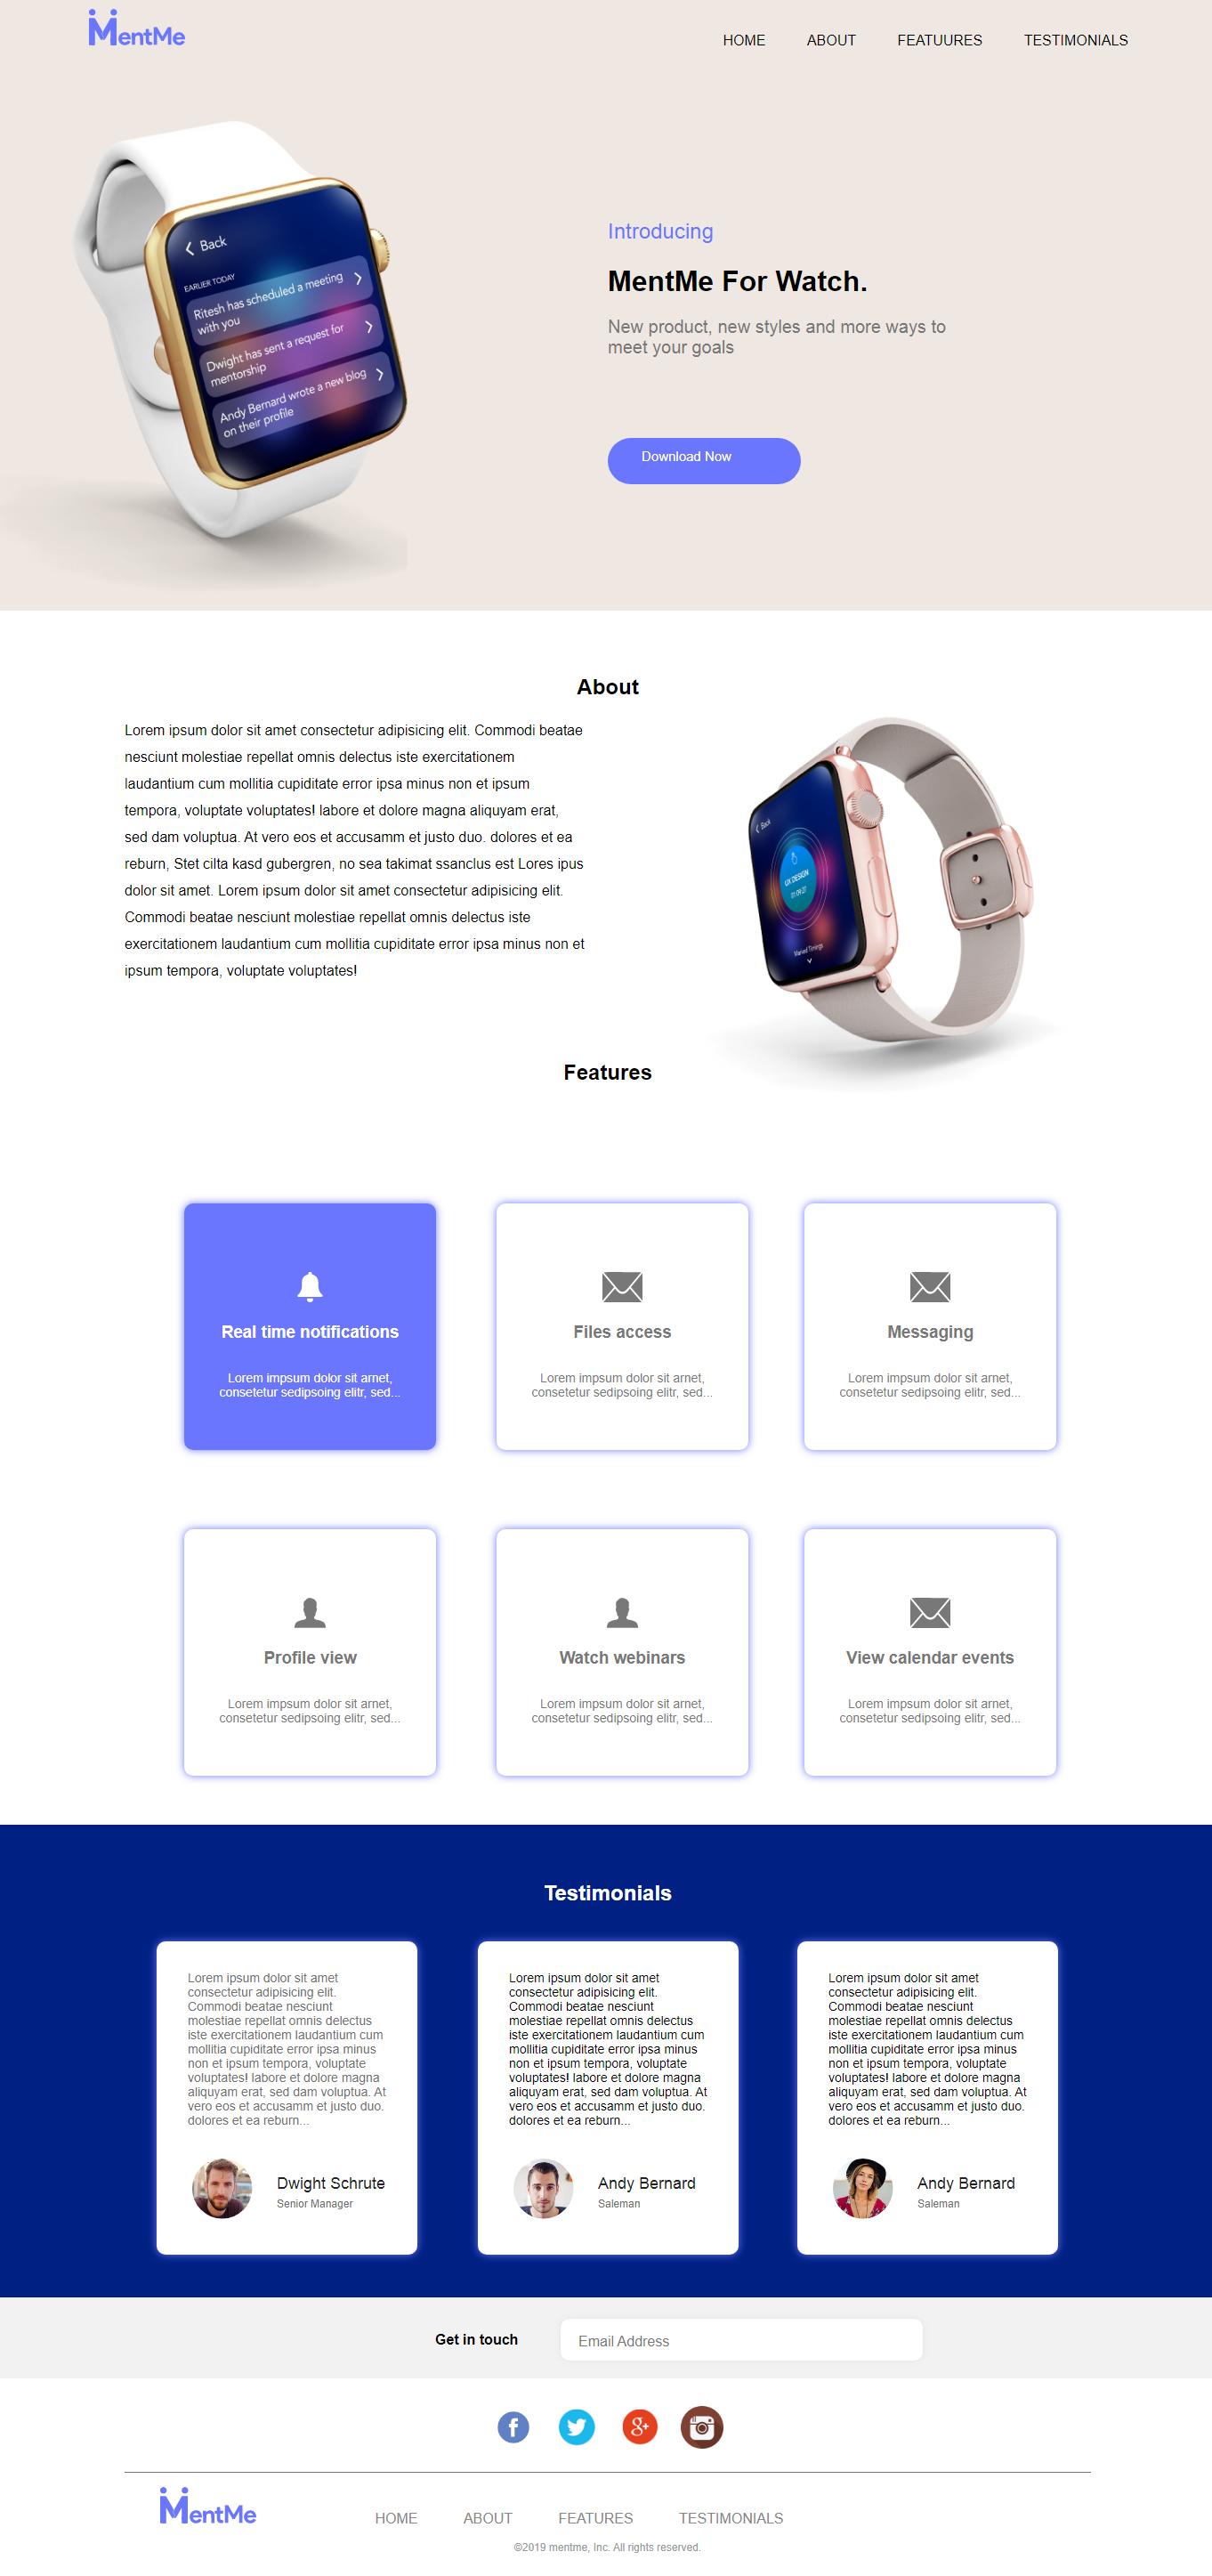 MentMe
HOME ABOUT FEATUURES TESTIMONIALS
Back
EARLIER TODAY
Ritesh has scheduled a meeting
with you
Dwight has sent a request for
mentorship
Andy Bernard wrote a new blog
on their profile
Introducing
MentMe For Watch.
New product, new styles and more ways to
meet your goals
Download Now
About
Lorem ipsum dolor sit amet consectetur adipisicing elit. Commodi beatae
nesciunt molestiae repellat omnis delectus iste exercitationem
laudantium cum mollitia cupiditate error ipsa minus non et ipsum
tempora, voluptate voluptates! labore et dolore magna aliquyam erat,
sed dam voluptua. At vero eos et accusamm et justo duo. dolores et ea
reburn, Stet cilta kasd gubergren, no sea takimat ssanclus est Lores ipus
dolor sit amet. Lorem ipsum dolor sit amet consectetur adipisicing elit.
Commodi beatae nesciunt molestiae repellat omnis delectus iste
exercitationem laudantium cum mollitia cupiditate error ipsa minus non et
ipsum tempora, voluptate voluptates!
Back
UX DESIGN
Features
Real time notifications
Lorem impsum dolor sit arnet,
consetetur sedipsoing elitr, sed...
Files access
Lorem impsum dolor sit arnet,
consetetur sedipsoing elitr, sed...
Messaging
Lorem impsum dolor sit arnet,
consetetur sedipsoing elitr, sed...
Profile view
Lorem impsum dolor sit arnet,
consetetur sedipsoing elitr, sed...
Watch webinars
Lorem impsum dolor sit arnet,
consetetur sedipsoing elitr, sed...
View calendar events
Lorem impsum dolor sit arnet,
consetetur sedipsoing elitr, sed...
Testimonials
Lorem ipsum dolor sit amet
consectetur adipisicing elit.
Commodi beatae nesciunt
molestiae repellat omnis delectus
iste exercitationem laudantium cum
mollitia cupiditate error ipsa minus
non et ipsum tempora, voluptate
voluptates! labore et dolore magna
aliquyam erat, sed dam voluptua. At
vero eos et accusamm et justo duo.
dolores et ea reburn...
Dwight Schrute
Senior Manager
Lorem ipsum dolor sit amet
consectetur adipisicing elit.
Commodi beatae nesciunt
molestiae repellat omnis delectus
iste exercitationem laudantium cum
mollitia cupiditate error ipsa minus
non et ipsum tempora, voluptate
voluptates! labore et dolore magna
aliquyam erat, sed dam voluptua. At
vero eos et accusamm et justo duo.
dolores et ea reburn...
Andy Bernard
Saleman
Lorem ipsum dolor sit amet
consectetur adipisicing elit.
Commodi beatae nesciunt
molestiae repellat omnis delectus
iste exercitationem laudantium cum
mollitia cupiditate error ipsa minus
non et ipsum tempora, voluptate
voluptates! labore et dolore magna
aliquyam erat, sed dam voluptua. At
vero eos et accusamm et justo duo.
dolores et ea reburn...
Andy Bernard
Saleman
Get in touch
Email Address
MentMe
HOME ABOUT FEATURES TESTIMONIALS
©2019 mentme, Inc. All rights reserved.